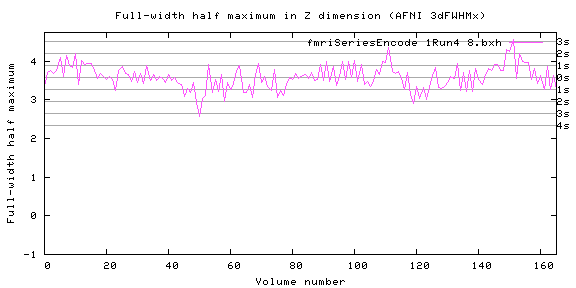 Full-width half maximum in Z dimension (AFNI 3dFWHMx)
fmriSeriesEncode 1Run4 8.bxh
4
3
2
1
0
-1
3s
2s
1s
0s
1s
2s
3s
4s
0 20 40 60 80 100 120 140 160
Full-width half maximum
Volume number